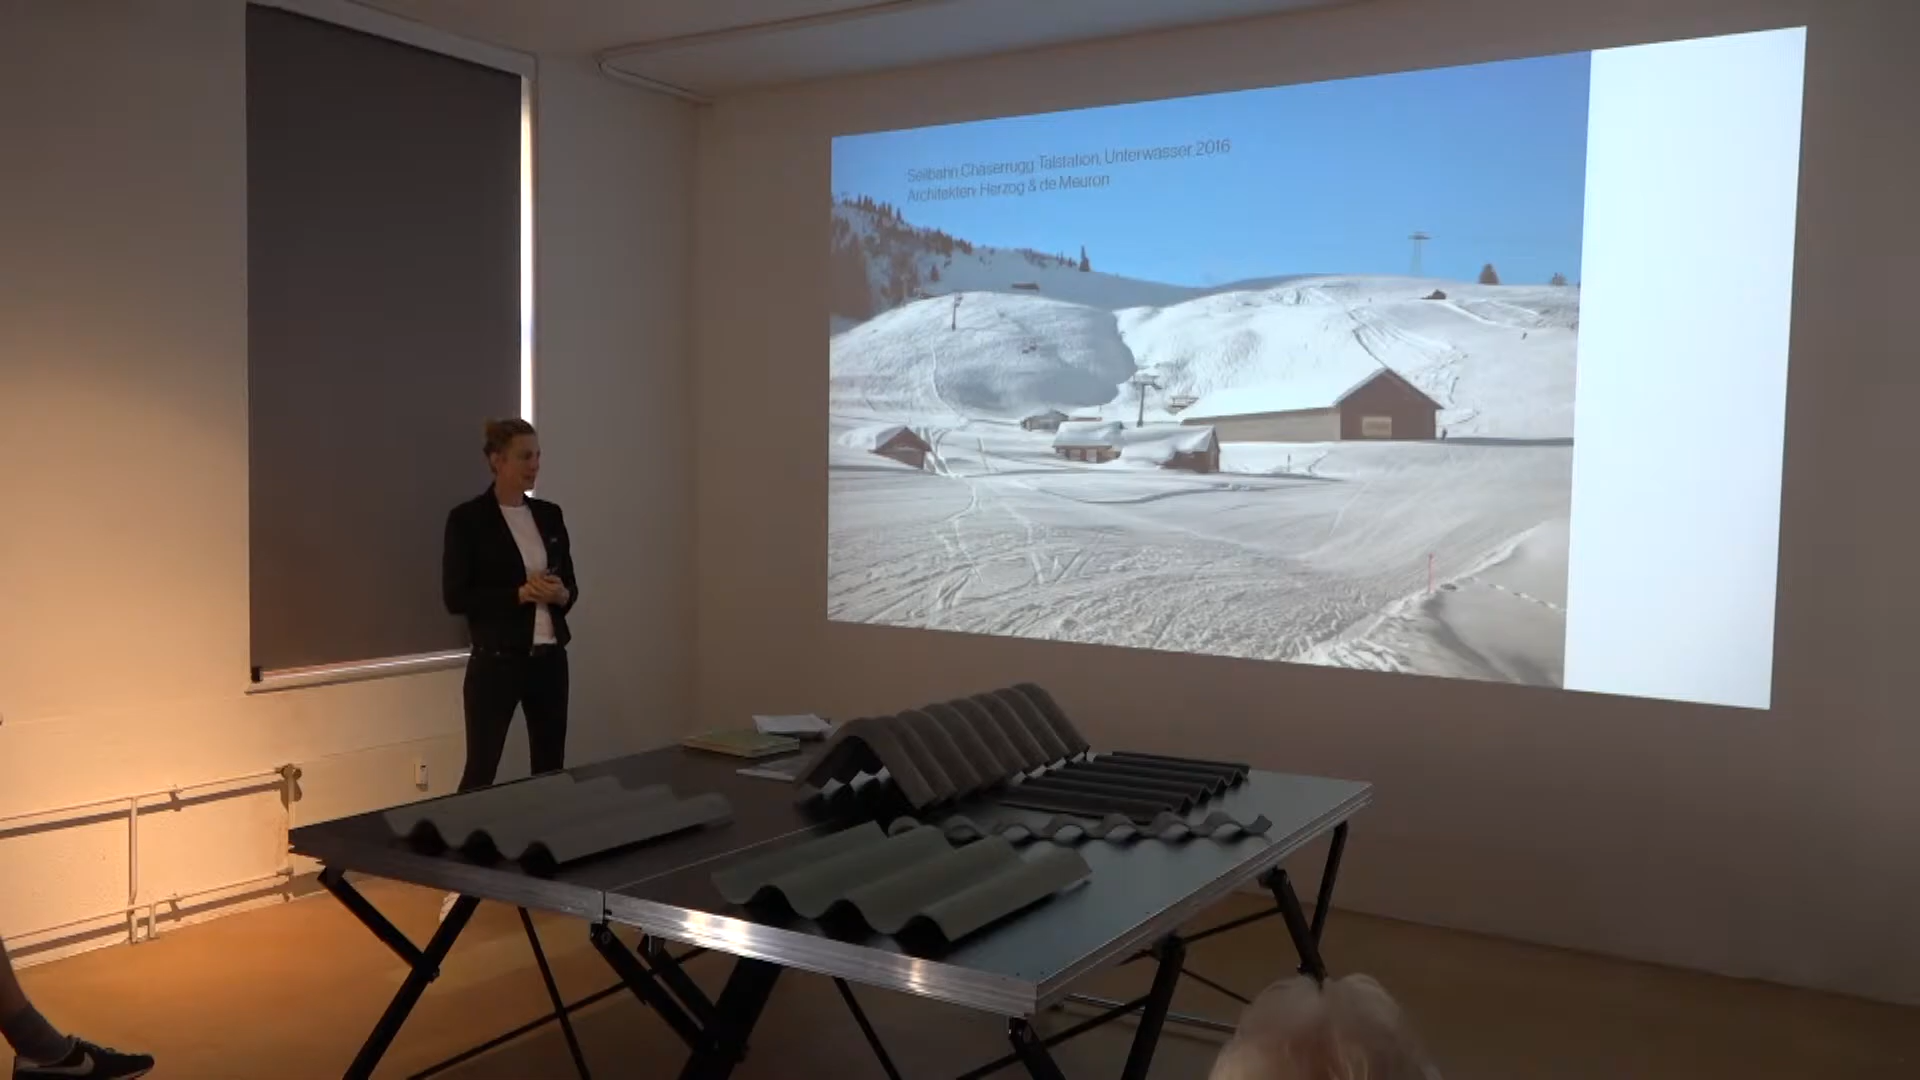 Seilbahn Chäserrugg: Talstation, Unterwasser 2016
Architekten: Herzog & de Meuron